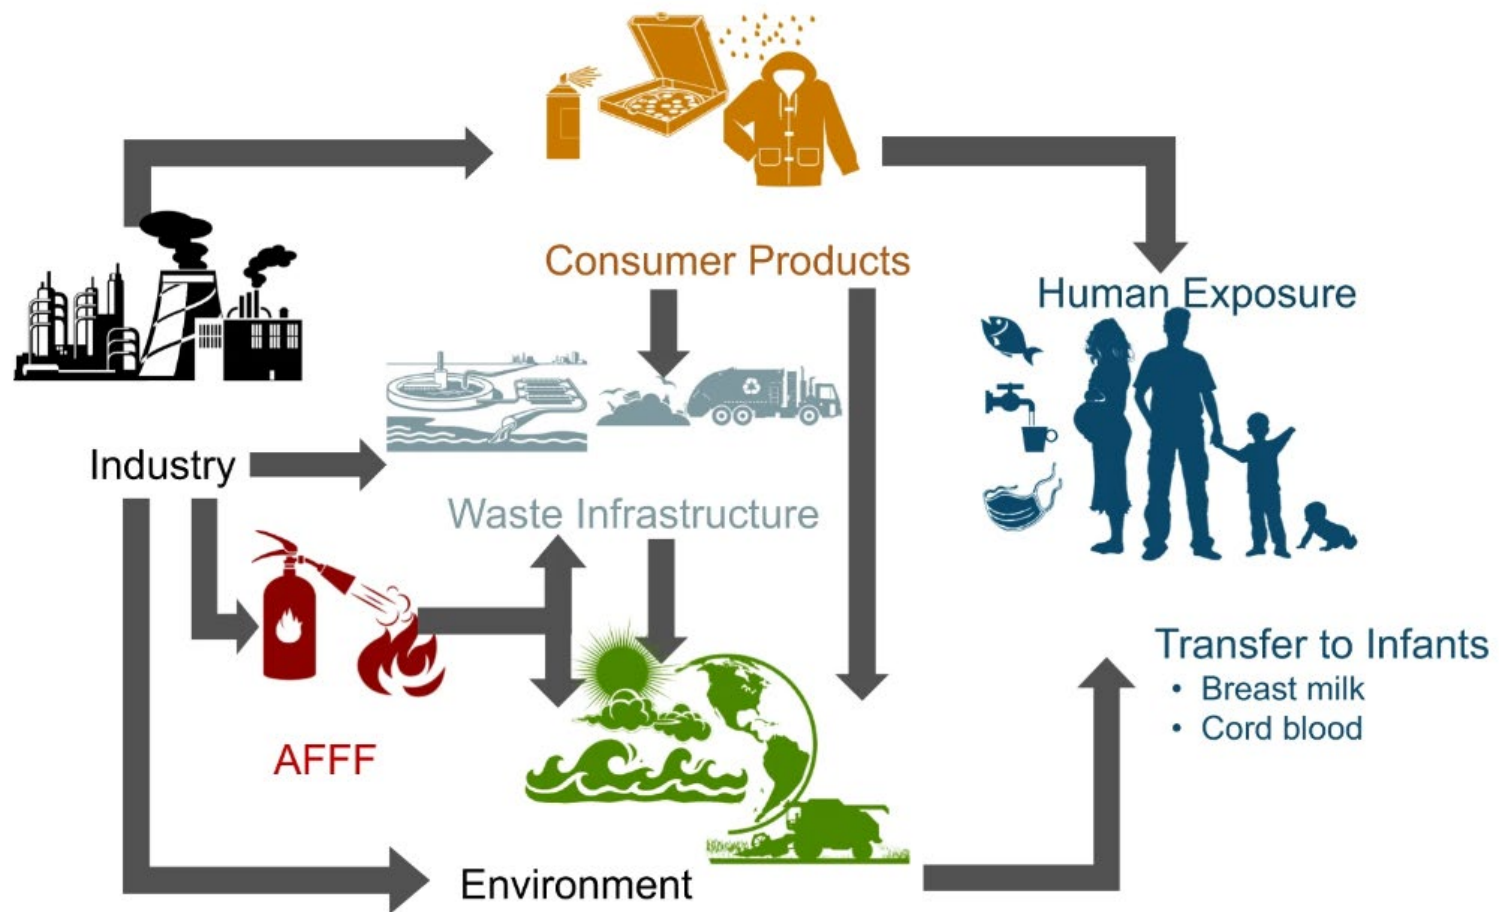 Consumer Products
Human Exposure
Industry
Waste Infrastructure
Transfer to Infants
• Breast milk
• Cord blood
AFFF
Environment